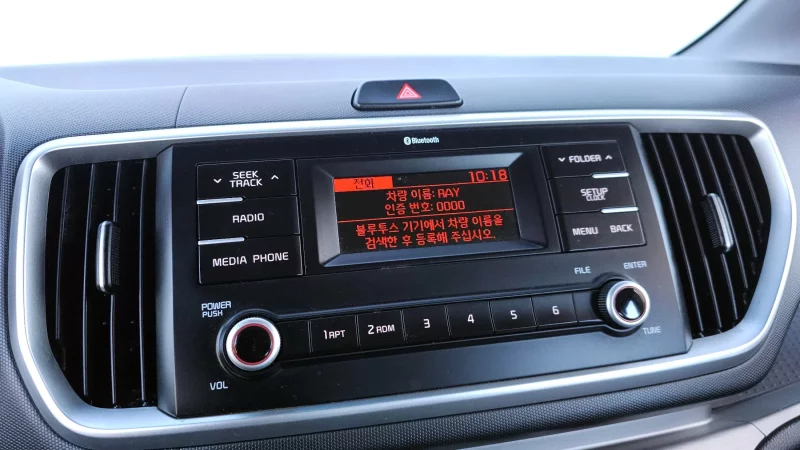 Bluetooth
SEEK
TRACK
RADIO
MEDIA PHONE
전화 10:18
차량 이름: RAY
인증 번호: 0000
블루투스 기기에서 차량 이름을
검색한 후 등록해 주십시오.
FOLDER
SETUP
CLOCK
MENU BACK
POWER
PUSH
VOL
1 RPT
2 RDM
3
4
5
6
FILE
ENTER
TUNE